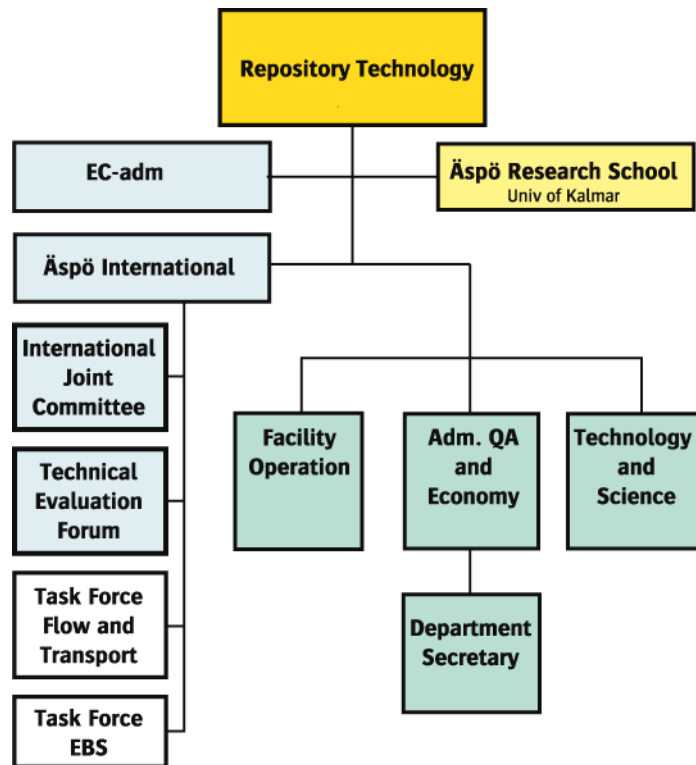 Repository Technology
EC-adm
Äspö Research School
Univ of Kalmar
Äspö International
International
Joint
Committee
Technical
Evaluation
Forum
Task Force
Flow and
Transport
Task Force
EBS
Facility
Operation
Adm. QA
and
Economy
Technology
and
Science
Department
Secretary